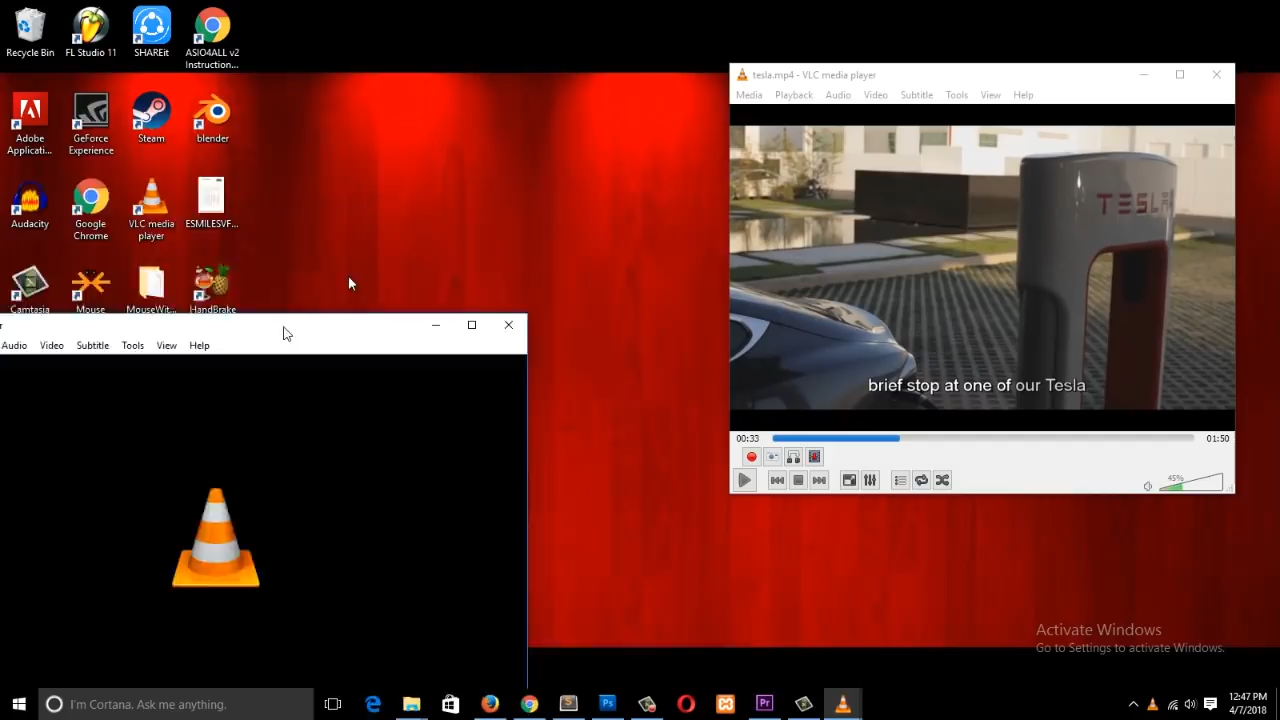 Recycle Bin
FL Studio 11
SHAREit
ASIO4ALL v2
Instruction...
Adobe
Applicati...
GeForce
Experience
Steam
blender
Audacity
Google
Chrome
VLC media
player
ESMILESVF...
Camtasia
Mouse
MouseWit...
HandBrake
Audio
Video
Subtitle
Tools
View
Help
tesla.mp4 - VLC media player
Media
Playback
Audio
Video
Subtitle
Tools
View
Help
TESLA
brief stop at one of our Tesla
00:33
01:50
45%
Activate Windows
Go to Settings to activate Windows.
I'm Cortana. Ask me anything.
Ps
Pr
12:47 PM
4/7/2018